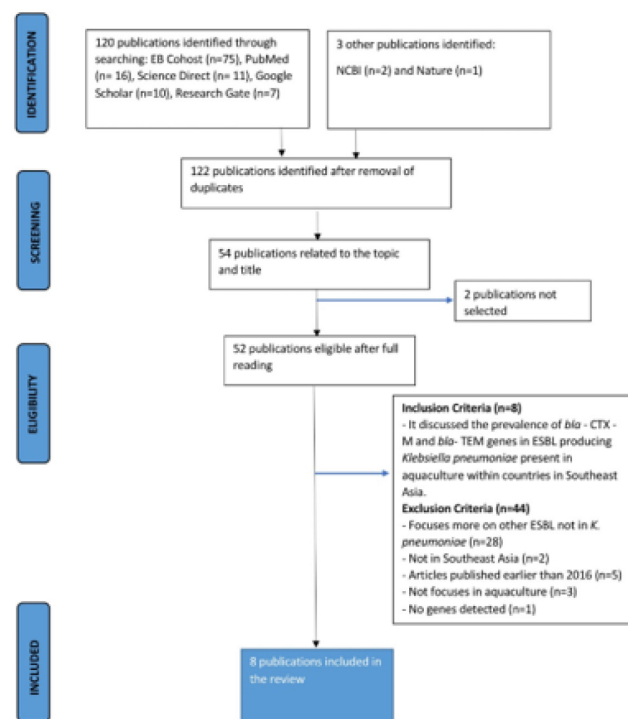 IDENTIFICATION
120 publications identified through
searching: EB Cohost (n=75), PubMed
(n= 16), Science Direct (n= 11), Google
Scholar (n=10), Research Gate (n=7)
3 other publications identified:
NCBI (n=2) and Nature (n=1)
SCREENING
122 publications identified after removal of
duplicates
54 publications related to the topic
and title
2 publications not
selected
ELIGIBILITY
52 publications eligible after full
reading
Inclusion Criteria (n=8)
- It discussed the prevalence of bla - CTX -
M and bla- TEM genes in ESBL producing
Klebsiella pneumoniae present in
aquaculture within countries in Southeast
Asia.
Exclusion Criteria (n=44)
- Focuses more on other ESBL not in K.
pneumoniae (n=28)
- Not in Southeast Asia (n=2)
- Articles published earlier than 2016 (n=5)
- Not focuses in aquaculture (n=3)
- No genes detected (n=1)
INCLUDED
8 publications included in
the review